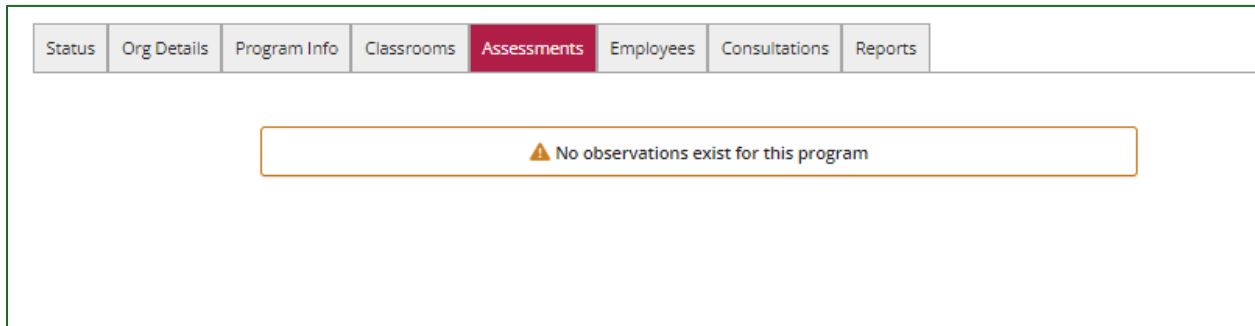 Status Org Details Program Info Classrooms Assessments Employees Consultations Reports
No observations exist for this program